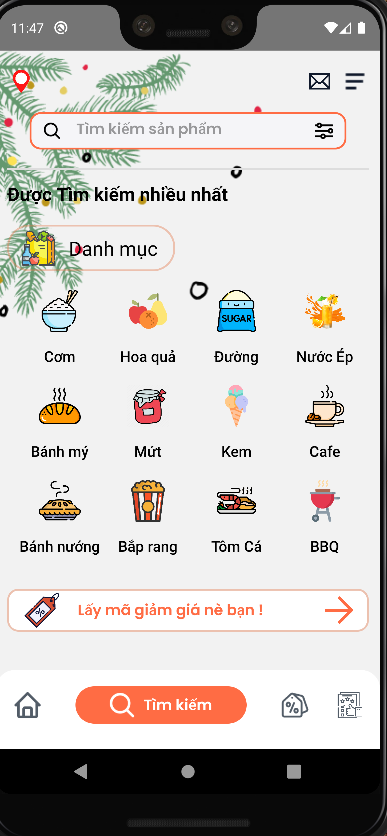 11:47
Tìm kiếm sản phẩm
Được Tìm kiếm nhiều nhất
Danh mục
SUGAR
Cơm Hoa quả Đường Nước Ép
Bánh mý Mứt Kem Cafe
Bánh nướng Bắp rang Tôm Cá BBQ
%
Lấy mã giảm giá nè bạn !
Tìm kiếm
%